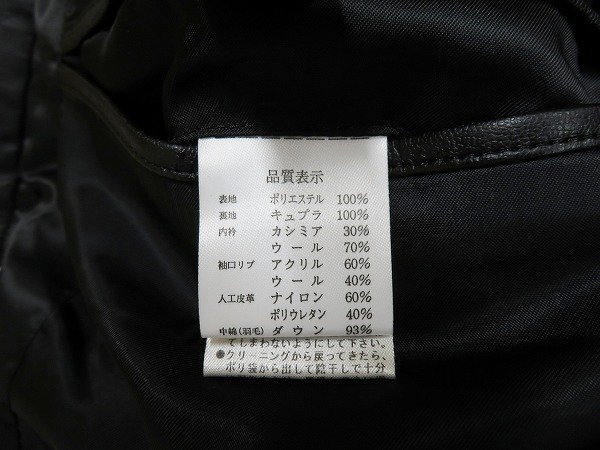 品質表示
表地 ポリエステル 100%
裏地 キュプラ 100%
内衿 カシミア 30%
ウール 70%
袖口リブ アクリル 60%
ウール 40%
人工皮革 ナイロン 60%
ポリウレタン 40%
中綿(羽毛) ダウン 93%
てしまわないようにして下さい。
●クリーニングから戻ってきたら、
ポリ袋から出して陰干しで十分